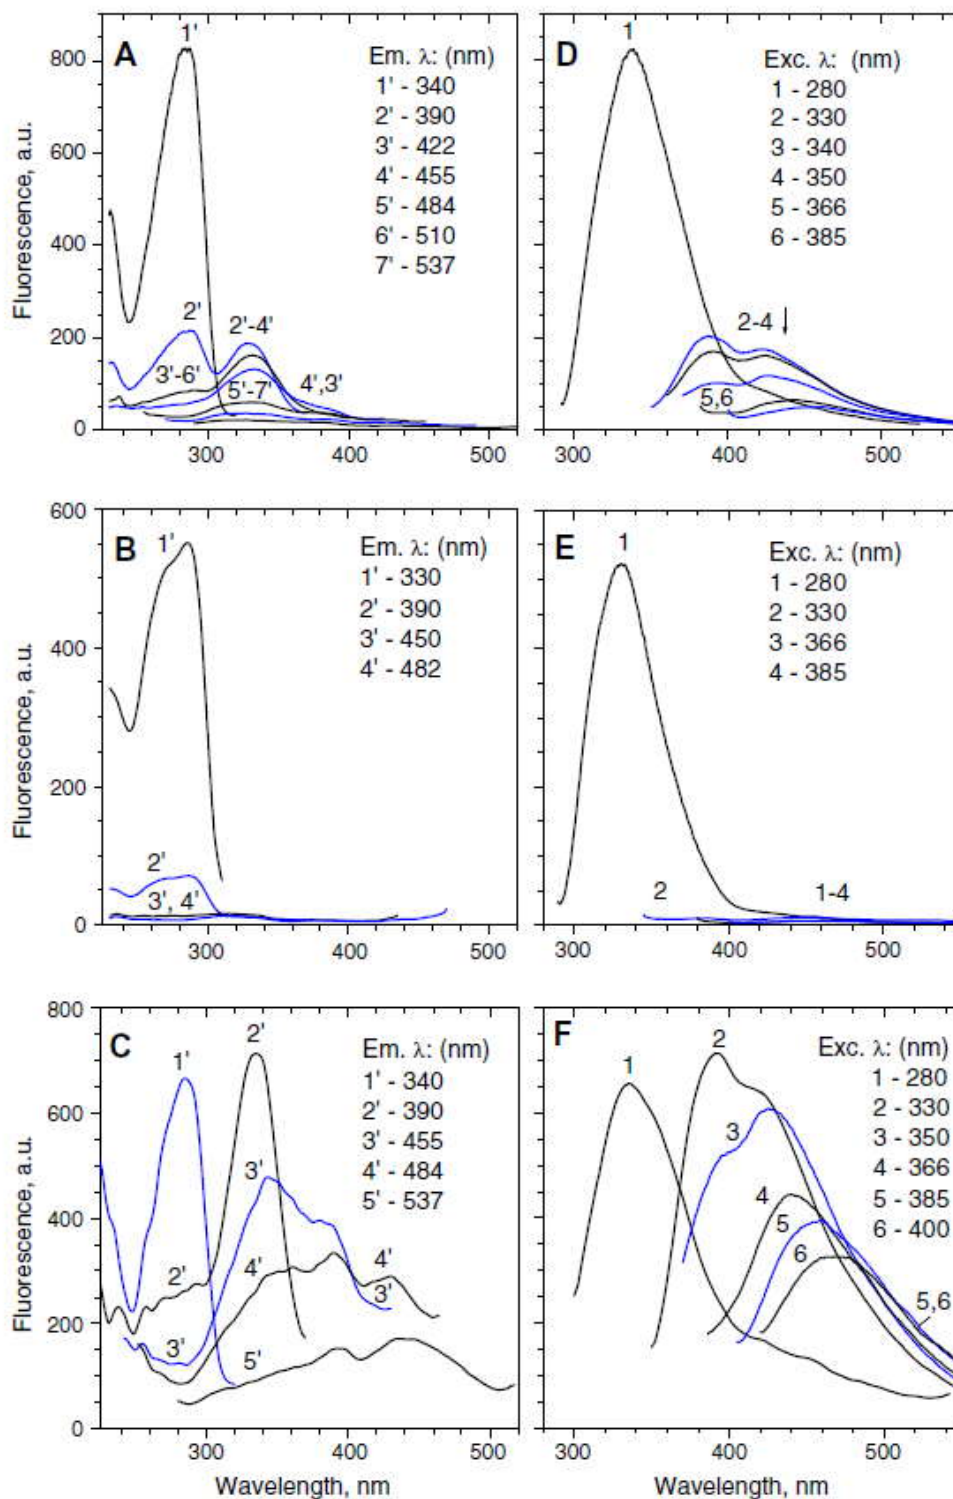 A
Em. λ: (nm)
1' - 340
2' - 390
3' - 422
4' - 455
5' - 484
6' - 510
7' - 537
1'
2'
2'-4'
3'-6'
5'-7'
4',3'
Fluorescence, a.u.
800
600
400
200
0
300 400 500
D
Exc. λ: (nm)
1 - 280
2 - 330
3 - 340
4 - 350
5 - 366
6 - 385
1
2-4 ↓
5,6
300 400 500
B
Em. λ: (nm)
1' - 330
2' - 390
3' - 450
4' - 482
1'
2'
3', 4'
Fluorescence, a.u.
600
400
200
0
300 400 500
E
Exc. λ: (nm)
1 - 280
2 - 330
3 - 366
4 - 385
1
2
1-4
300 400 500
C
Em. λ: (nm)
1' - 340
2' - 390
3' - 455
4' - 484
5' - 537
1'
2'
2'
3'
3'
3'
4'
4'
5'
Fluorescence, a.u
800
600
400
200
0
300 400 500
Wavelength, nm
F
Exc. λ: (nm)
1 - 280
2 - 330
3 - 350
4 - 366
5 - 385
6 - 400
1
2
3
4
5
6
5,6
300 400 500
Wavelength, nm